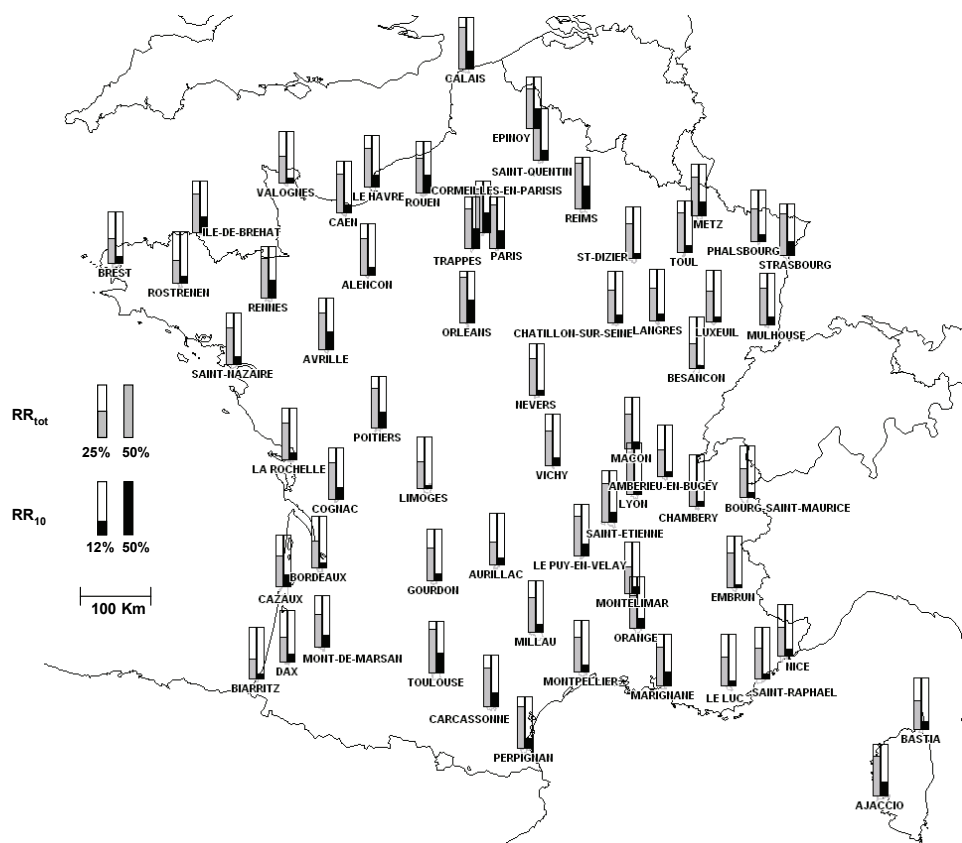 CALAIS
EPINOY
SAINT-QUENTIN
VALOGNES
LE HAVRE
CORMEILLES-EN-PARISIS
ROUEN
CAEN
REIMS
METZ
ILE-DE-BREHAT
PHALSBOURG
TRAPPES
PARIS
ST-DIZIER
TOUL
STRASBOURG
BREST
ALENCON
ROSTRENEN
RENNES
ORLEANS
CHATILLON-SUR-SEINE
LANGRES
LUXEUIL
MULHOUSE
AVRILLE
SAINT-NAZAIRE
BESANCON
NEVERS
RRtot
25% 50%
POITIERS
MACON
LA ROCHELLE
VICHY
AMBERIEU-EN-BUGEY
LIMOGES
LYON
COGNAC
CHAMBERY
BOURG-SAINT-MAURICE
RR10
12% 50%
SAINT-ETIENNE
LE PUY-EN-VELAY
BORDEAUX
AURILLAC
GOURDON
CAZAUX
EMBRUN
MONTELIMAR
100 Km
ORANGE
MILLAU
MONT-DE-MARSAN
DAX
NICE
BIARRITZ
TOULOUSE
MONTPELLIER
MARIGNANE
LE LUC
SAINT-RAPHAEL
CARCASSONNE
BASTIA
PERPIGNAN
AJACCIO